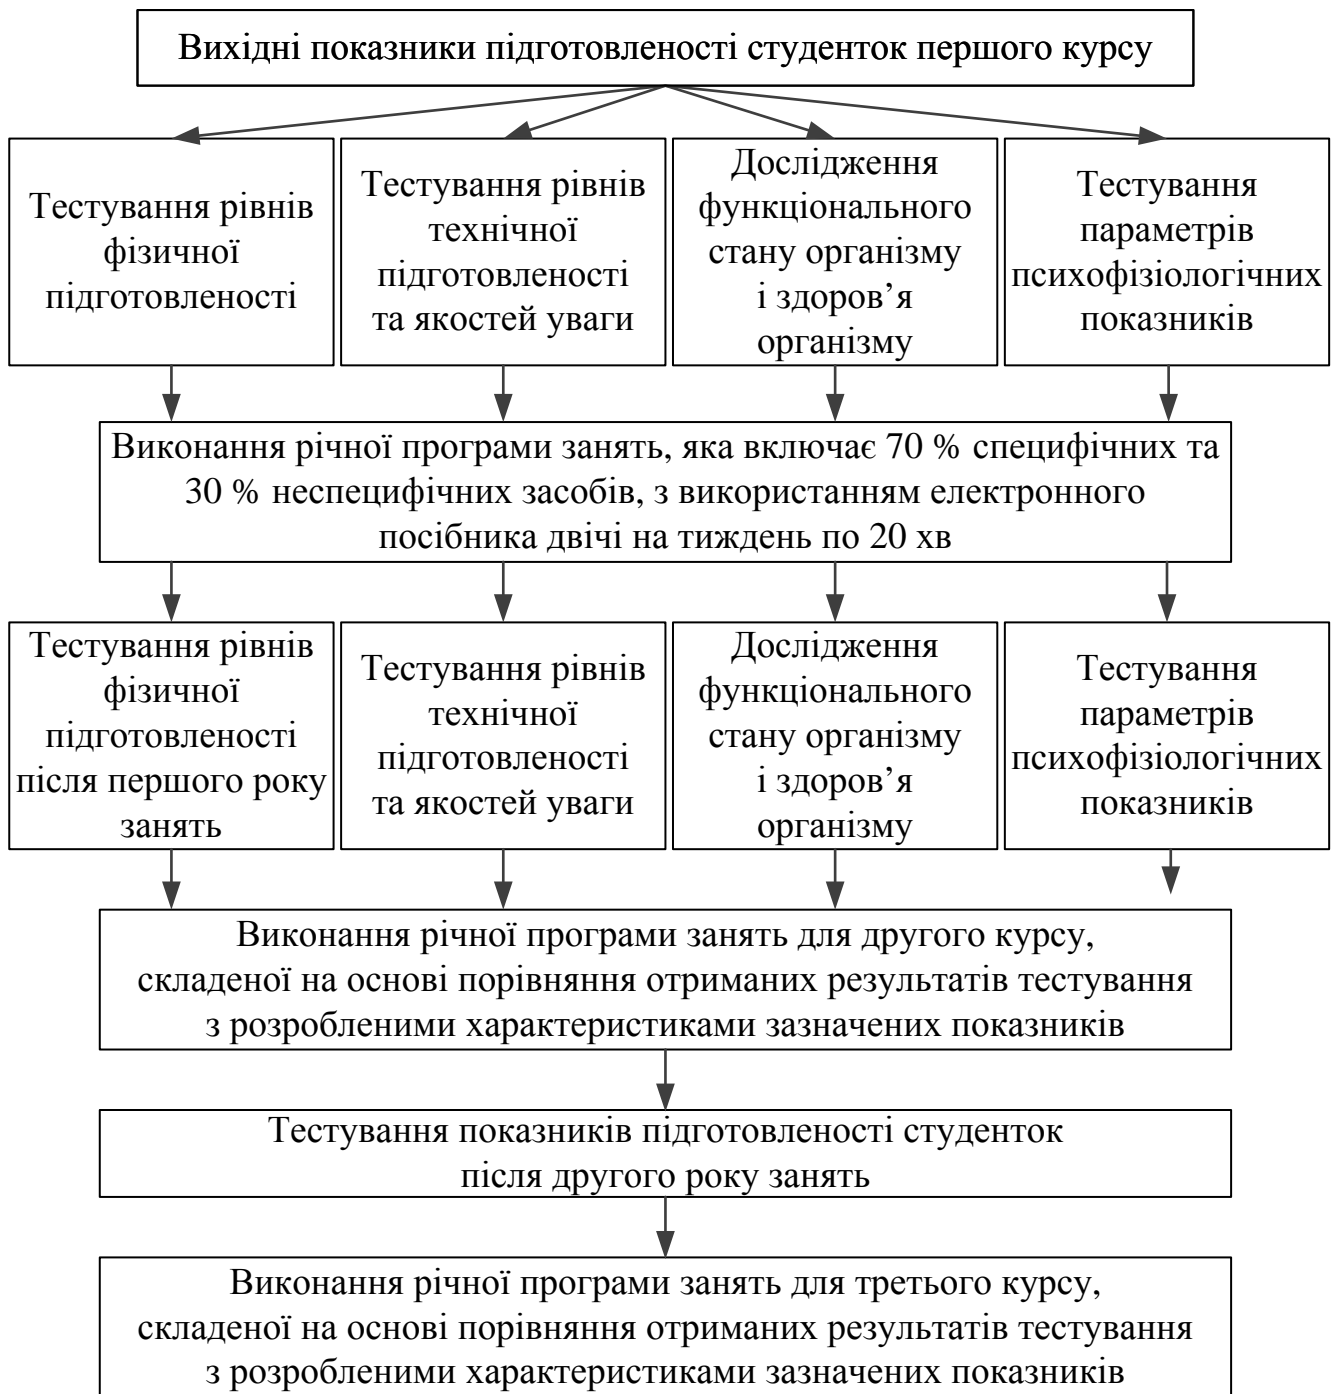 Вихідні показники підготовленості студенток першого курсу
Тестування рівнів
фізичної
підготовленості
Тестування рівнів
технічної
підготовленості
та якостей уваги
Дослідження
функціонального
стану організму
і здоров’я
організму
Тестування
параметрів
психофізіологічних
показників
Виконання річної програми занять, яка включає 70 % специфічних та
30 % неспецифічних засобів, з використанням електронного
посібника двічі на тиждень по 20 хв
Тестування рівнів
фізичної
підготовленості
після першого року
занять
Тестування рівнів
технічної
підготовленості
та якостей уваги
Дослідження
функціонального
стану організму
і здоров’я
організму
Тестування
параметрів
психофізіологічних
показників
Виконання річної програми занять для другого курсу,
складеної на основі порівняння отриманих результатів тестування
з розробленими характеристиками зазначених показників
Тестування показників підготовленості студенток
після другого року занять
Виконання річної програми занять для третього курсу,
складеної на основі порівняння отриманих результатів тестування
з розробленими характеристиками зазначених показників